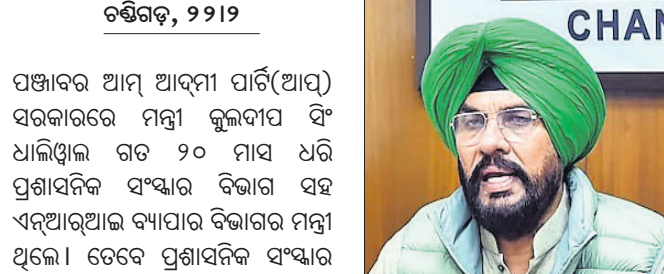 ଚଣ୍ଡିଗଡ଼, ୨୨।୨
CHAN
ପଞ୍ଜାବର ଆମ୍ ଆଦ୍‌ମୀ ପାର୍ଟି(ଆପ୍)
ସରକାରରେ ମନ୍ତ୍ରୀ କୁଲଦୀପ ସିଂ
ଧାଲିୱାଲ ଗତ ୨୦ ମାସ ଧରି
ପ୍ରଶାସନିକ ସଂସ୍କାର ବିଭାଗ ସହ
ଏନ୍‌ଆର୍‌ଆଇ ବ୍ୟାପାର ବିଭାଗର ମନ୍ତ୍ରୀ
ଥିଲେ। ତେବେ ପ୍ରଶାସନିକ ସଂସ୍କାର